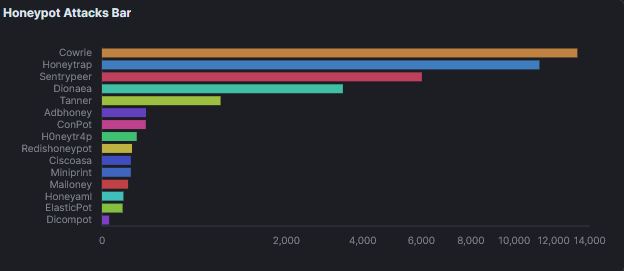 Honeypot Attacks Bar
Cowrie
Honeytrap
Sentrypeer
Dionaea
Tanner
Adbhoney
ConPot
H0neytr4p
Redishoneypot
Ciscoasa
Miniprint
Mailoney
Honeyaml
ElasticPot
Dicompot
0 2,000 4,000 6,000 8,000 10,000 12,000 14,000